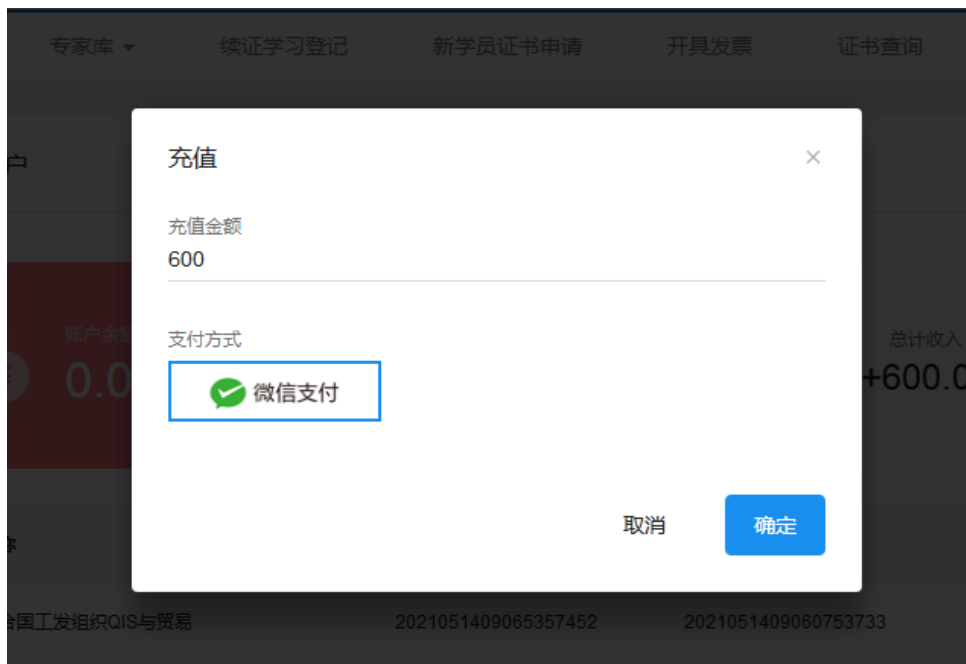 专家库 续证学习登记 新学员证书申请 开具发票 证书查询
户
充值 ×
充值金额
600
支付方式
账户余额 总计收入
0.0 +600.0
微信支付
取消 确定
称
合国工发组织QIS与贸易 2021051409065357452 2021051409060753733